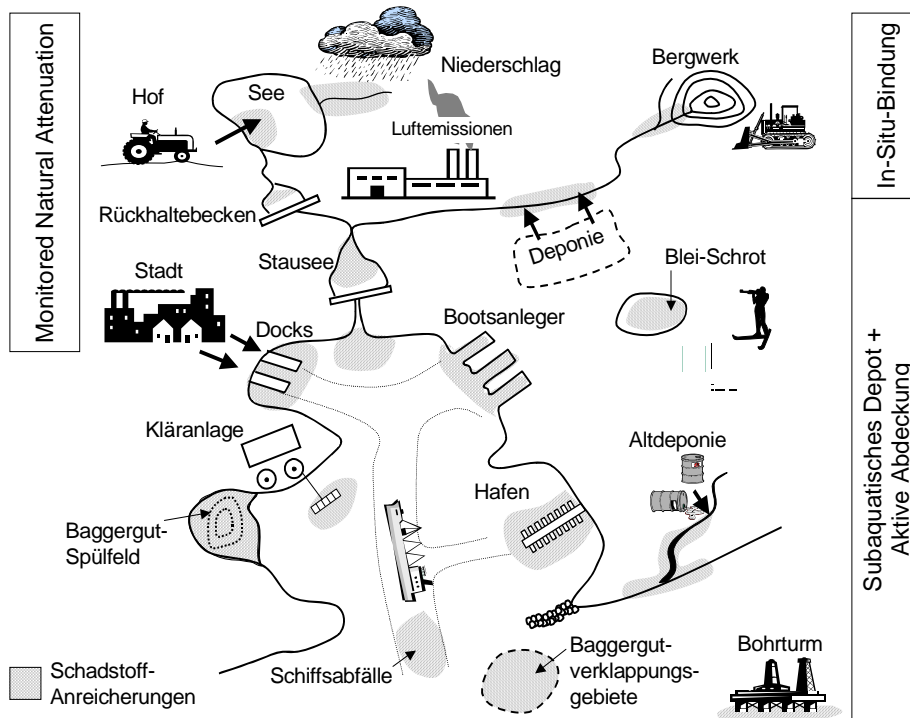 Monitored Natural Attenuation
Niederschlag
Bergwerk
In-Situ-Bindung
Hof
See
Luftemissionen
Rückhaltebecken
Deponie
Stausee
Blei-Schrot
Stadt
Docks
Bootsanleger
Subaquatisches Depot +
Aktive Abdeckung
Kläranlage
Altdeponie
Hafen
Baggergut-
Spülfeld
Schadstoff-
Anreicherungen
Schiffsabfälle
Baggergut-
verklappungs-
gebiete
Bohrturm